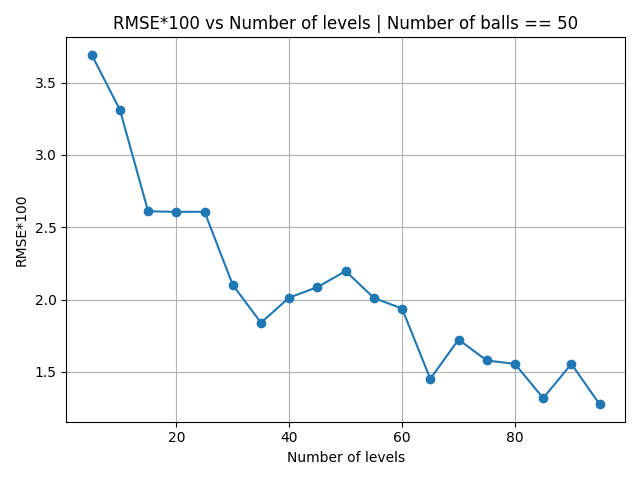 RMSE*100 vs Number of levels | Number of balls == 50
RMSE*100
3.5
3.0
2.5
2.0
1.5
20 40 60 80
Number of levels